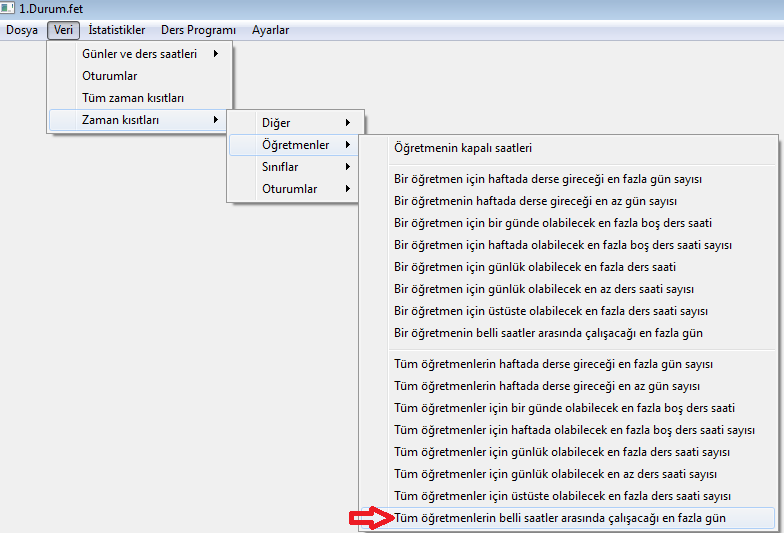 1.Durum.fet
Dosya Veri İstatistikler Ders Programı Ayarlar
Günler ve ders saatleri
Oturumlar
Tüm zaman kısıtları
Zaman kısıtları
Diğer
Öğretmenler
Sınıflar
Oturumlar
Öğretmenin kapalı saatleri
Bir öğretmen için haftada derse gireceği en fazla gün sayısı
Bir öğretmenin haftada derse gireceği en az gün sayısı
Bir öğretmen için bir günde olabilecek en fazla boş ders saati
Bir öğretmen için haftada olabilecek en fazla boş ders saati sayısı
Bir öğretmen için günlük olabilecek en fazla ders saati
Bir öğretmen için günlük olabilecek en az ders saati sayısı
Bir öğretmen için üstüste olabilecek en fazla ders saati sayısı
Bir öğretmenin belli saatler arasında çalışacağı en fazla gün
Tüm öğretmenlerin haftada derse gireceği en fazla gün sayısı
Tüm öğretmenlerin haftada derse gireceği en az gün sayısı
Tüm öğretmenler için bir günde olabilecek en fazla boş ders saati
Tüm öğretmenler için haftada olabilecek en fazla boş ders saati sayısı
Tüm öğretmenler için günlük olabilecek en fazla ders saati sayısı
Tüm öğretmenler için günlük olabilecek en az ders saati sayısı
Tüm öğretmenler için üstüste olabilecek en fazla ders saati sayısı
Tüm öğretmenlerin belli saatler arasında çalışacağı en fazla gün